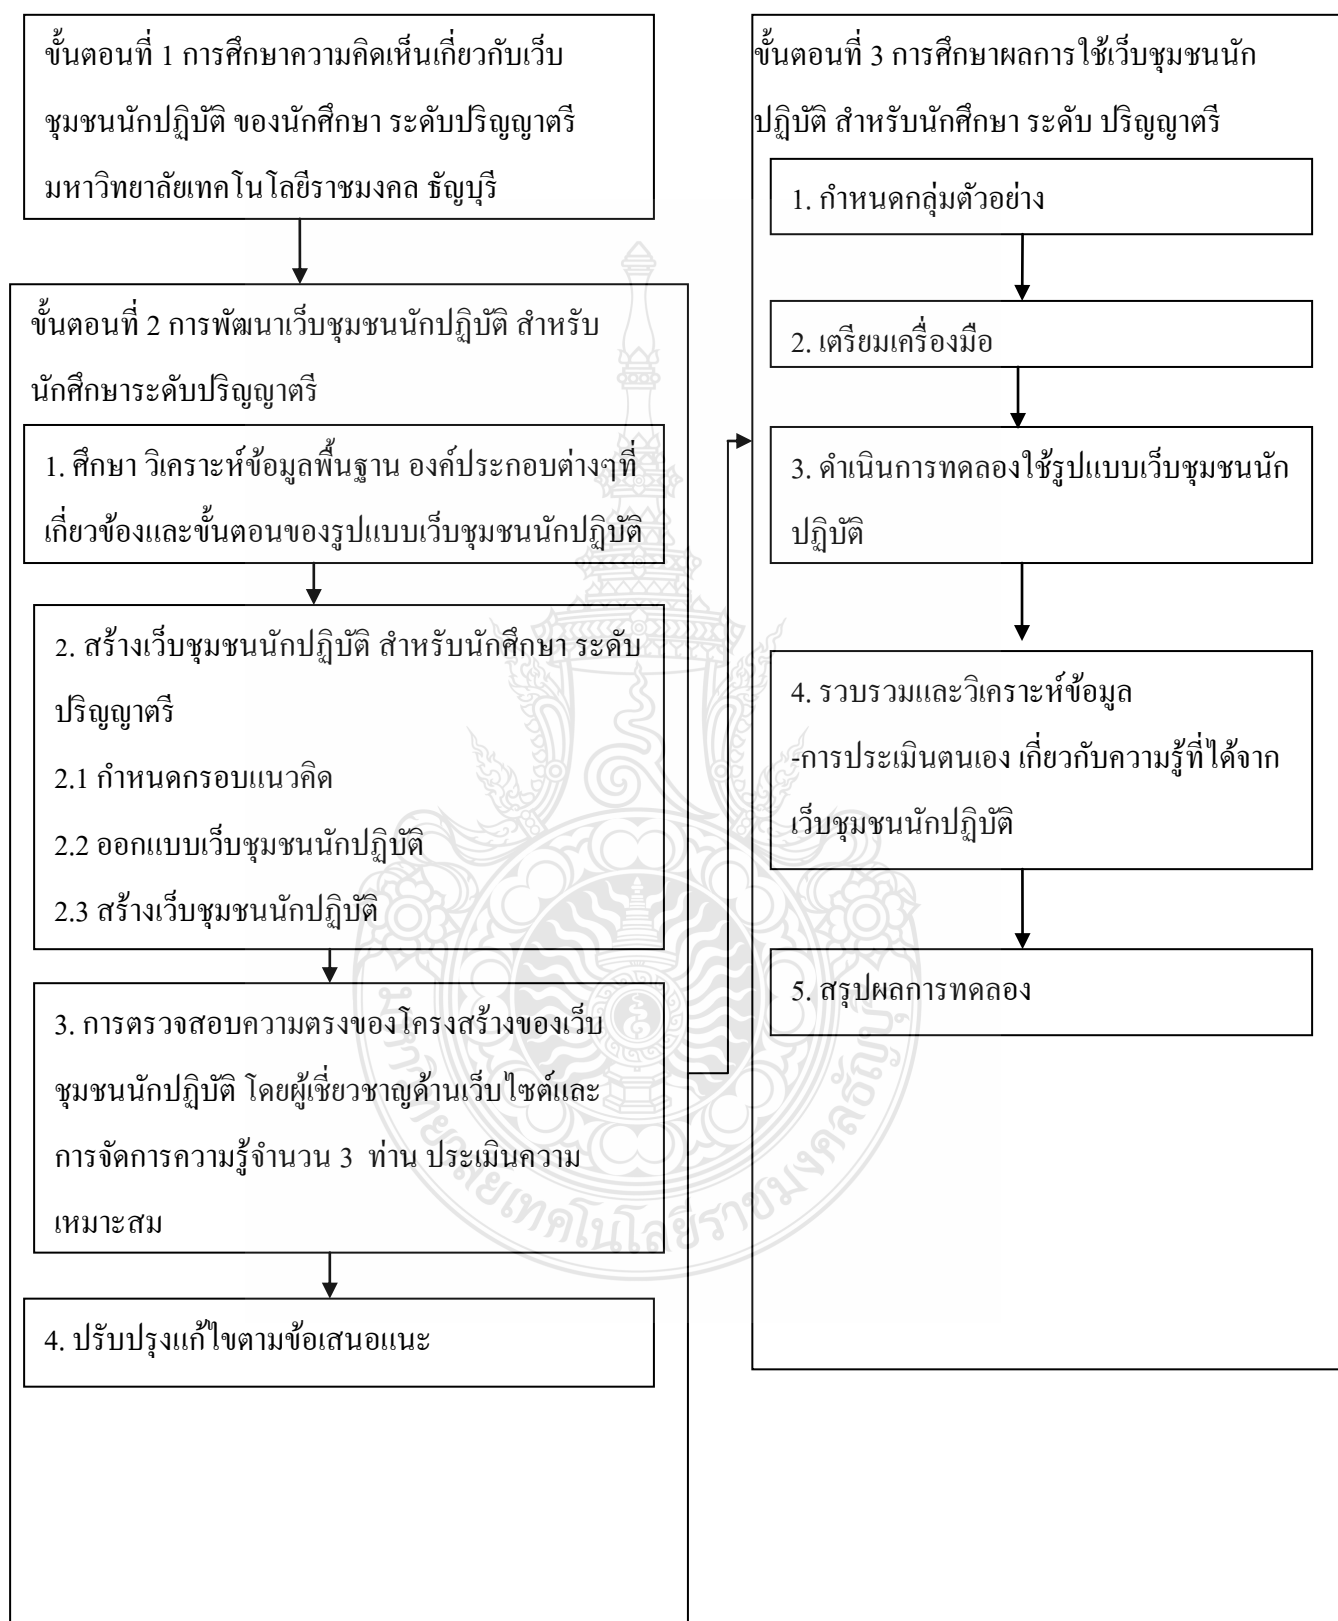 ขั้นตอนที่ 1 การศึกษาความคิดเห็นเกี่ยวกับเว็บ
ชุมชนนักปฏิบัติ ของนักศึกษา ระดับปริญญาตรี
มหาวิทยาลัยเทคโนโลยีราชมงคล ธัญบุรี
ขั้นตอนที่ 2 การพัฒนาเว็บชุมชนนักปฏิบัติ สำหรับ
นักศึกษาระดับปริญญาตรี
1. ศึกษา วิเคราะห์ข้อมูลพื้นฐาน องค์ประกอบต่างๆที่
เกี่ยวข้องและขั้นตอนของรูปแบบเว็บชุมชนนักปฏิบัติ
2. สร้างเว็บชุมชนนักปฏิบัติ สำหรับนักศึกษา ระดับ
ปริญญาตรี
2.1 กำหนดกรอบแนวคิด
2.2 ออกแบบเว็บชุมชนนักปฏิบัติ
2.3 สร้างเว็บชุมชนนักปฏิบัติ
3. การตรวจสอบความตรงของโครงสร้างของเว็บ
ชุมชนนักปฏิบัติ โดยผู้เชี่ยวชาญด้านเว็บไซต์และ
การจัดการความรู้จำนวน 3 ท่าน ประเมินความ
เหมาะสม
4. ปรับปรุงแก้ไขตามข้อเสนอแนะ
ขั้นตอนที่ 3 การศึกษาผลการใช้เว็บชุมชนนัก
ปฏิบัติ สำหรับนักศึกษา ระดับ ปริญญาตรี
1. กำหนดกลุ่มตัวอย่าง
2. เตรียมเครื่องมือ
3. ดำเนินการทดลองใช้รูปแบบเว็บชุมชนนัก
ปฏิบัติ
4. รวบรวมและวิเคราะห์ข้อมูล
-การประเมินตนเอง เกี่ยวกับความรู้ที่ได้จาก
เว็บชุมชนนักปฏิบัติ
5. สรุปผลการทดลอง
มหาวิทยาลัยเทคโนโลยีราชมงคลธัญบุรี